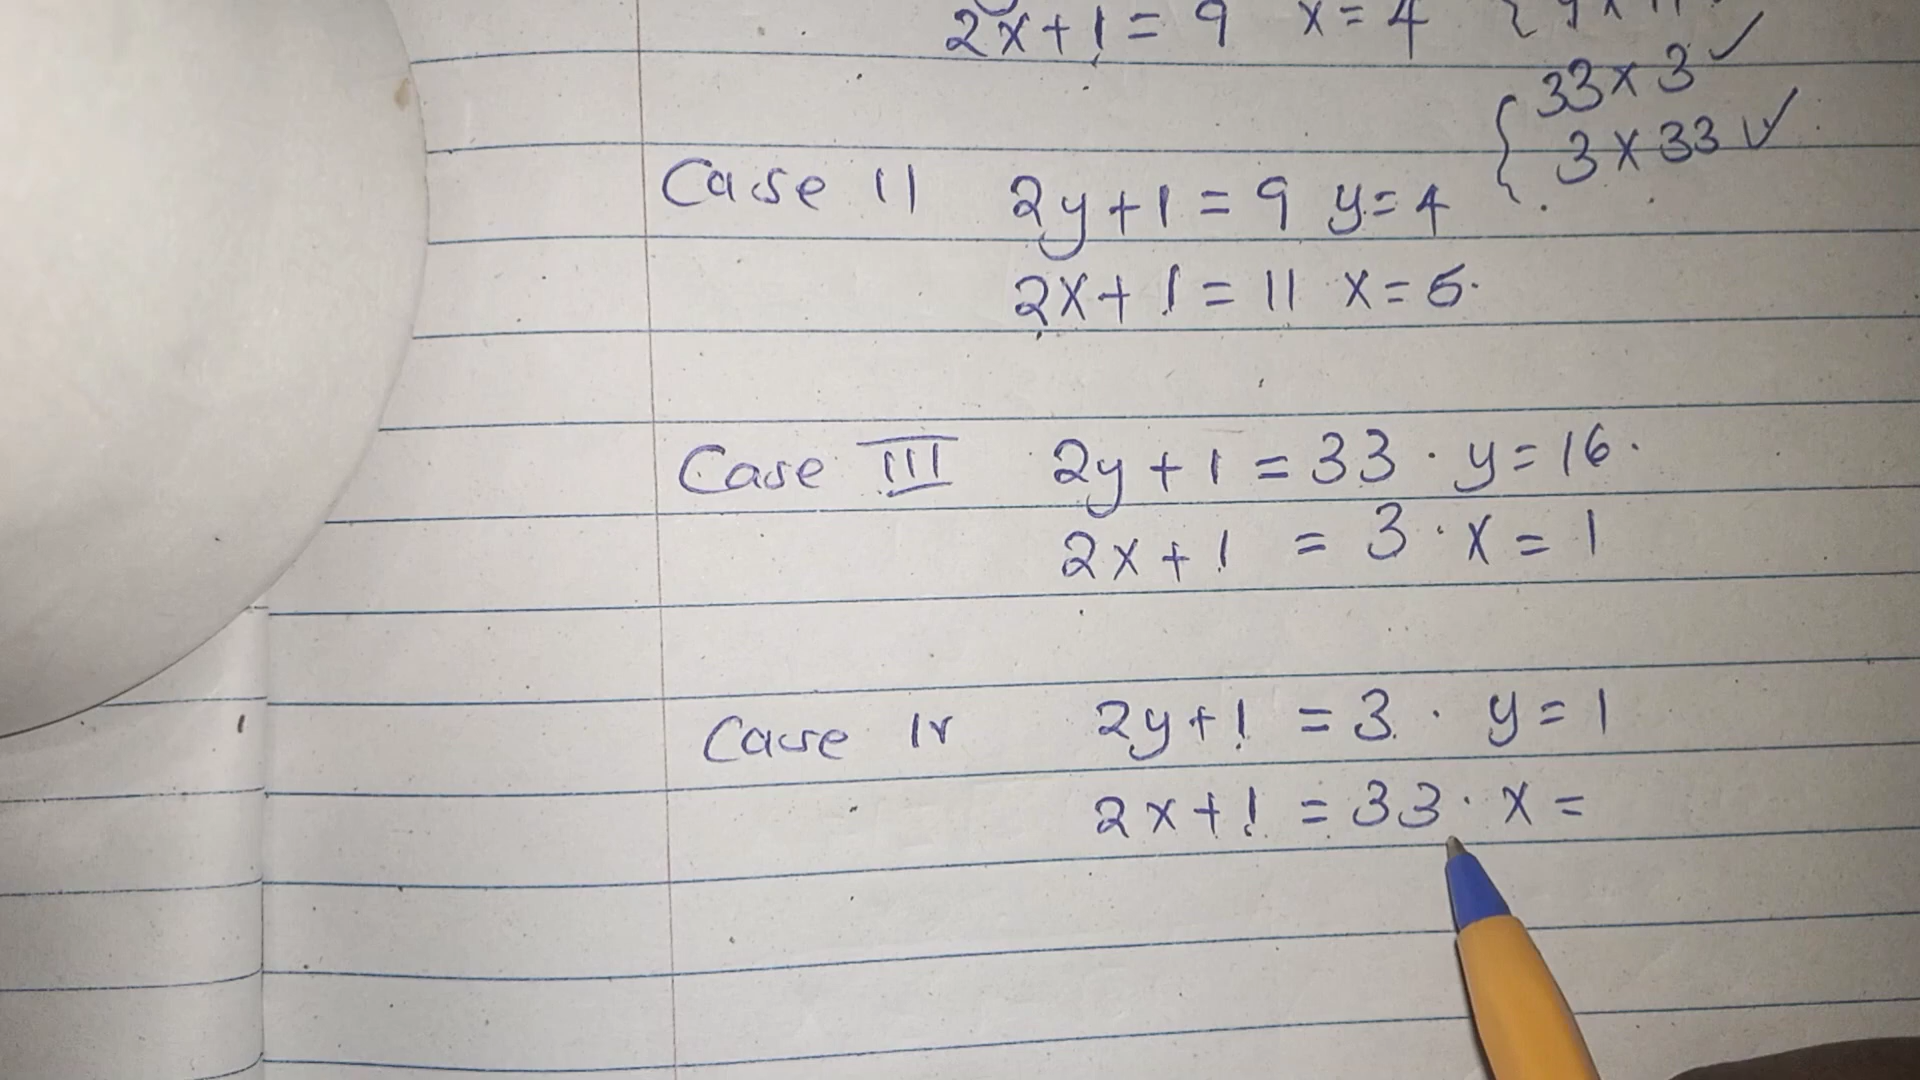 2x+1 = 9 x = 4
33 x 3 ✓
3 x 33 ✓
Case II 2y+1 = 9 y = 4
2x+1 = 11 x = 5.
Case III 2y+1 = 33 . y = 16.
2x+1 = 3 . x = 1
Case IV 2y+1 = 3 . y = 1
2x+1 = 33 . x =